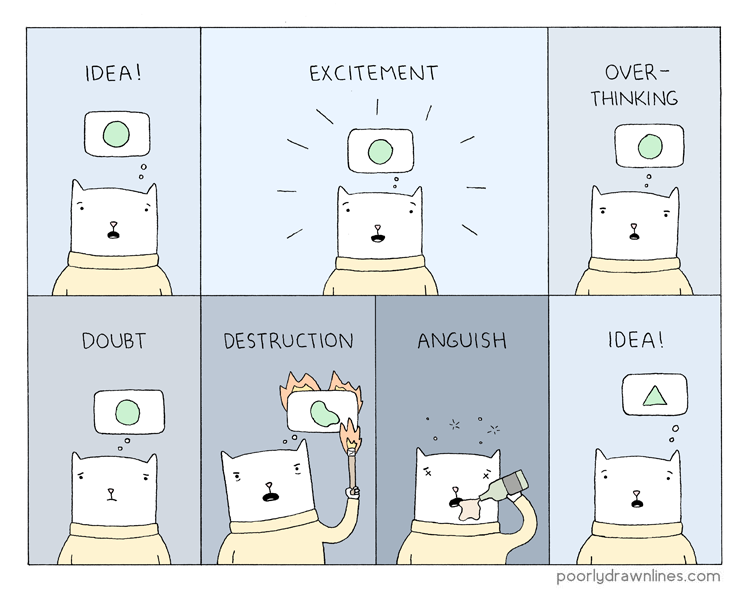 IDEA!
EXCITEMENT
OVER-
THINKING
DOUBT
DESTRUCTION
ANGUISH
IDEA!
poorlydrawnlines.com